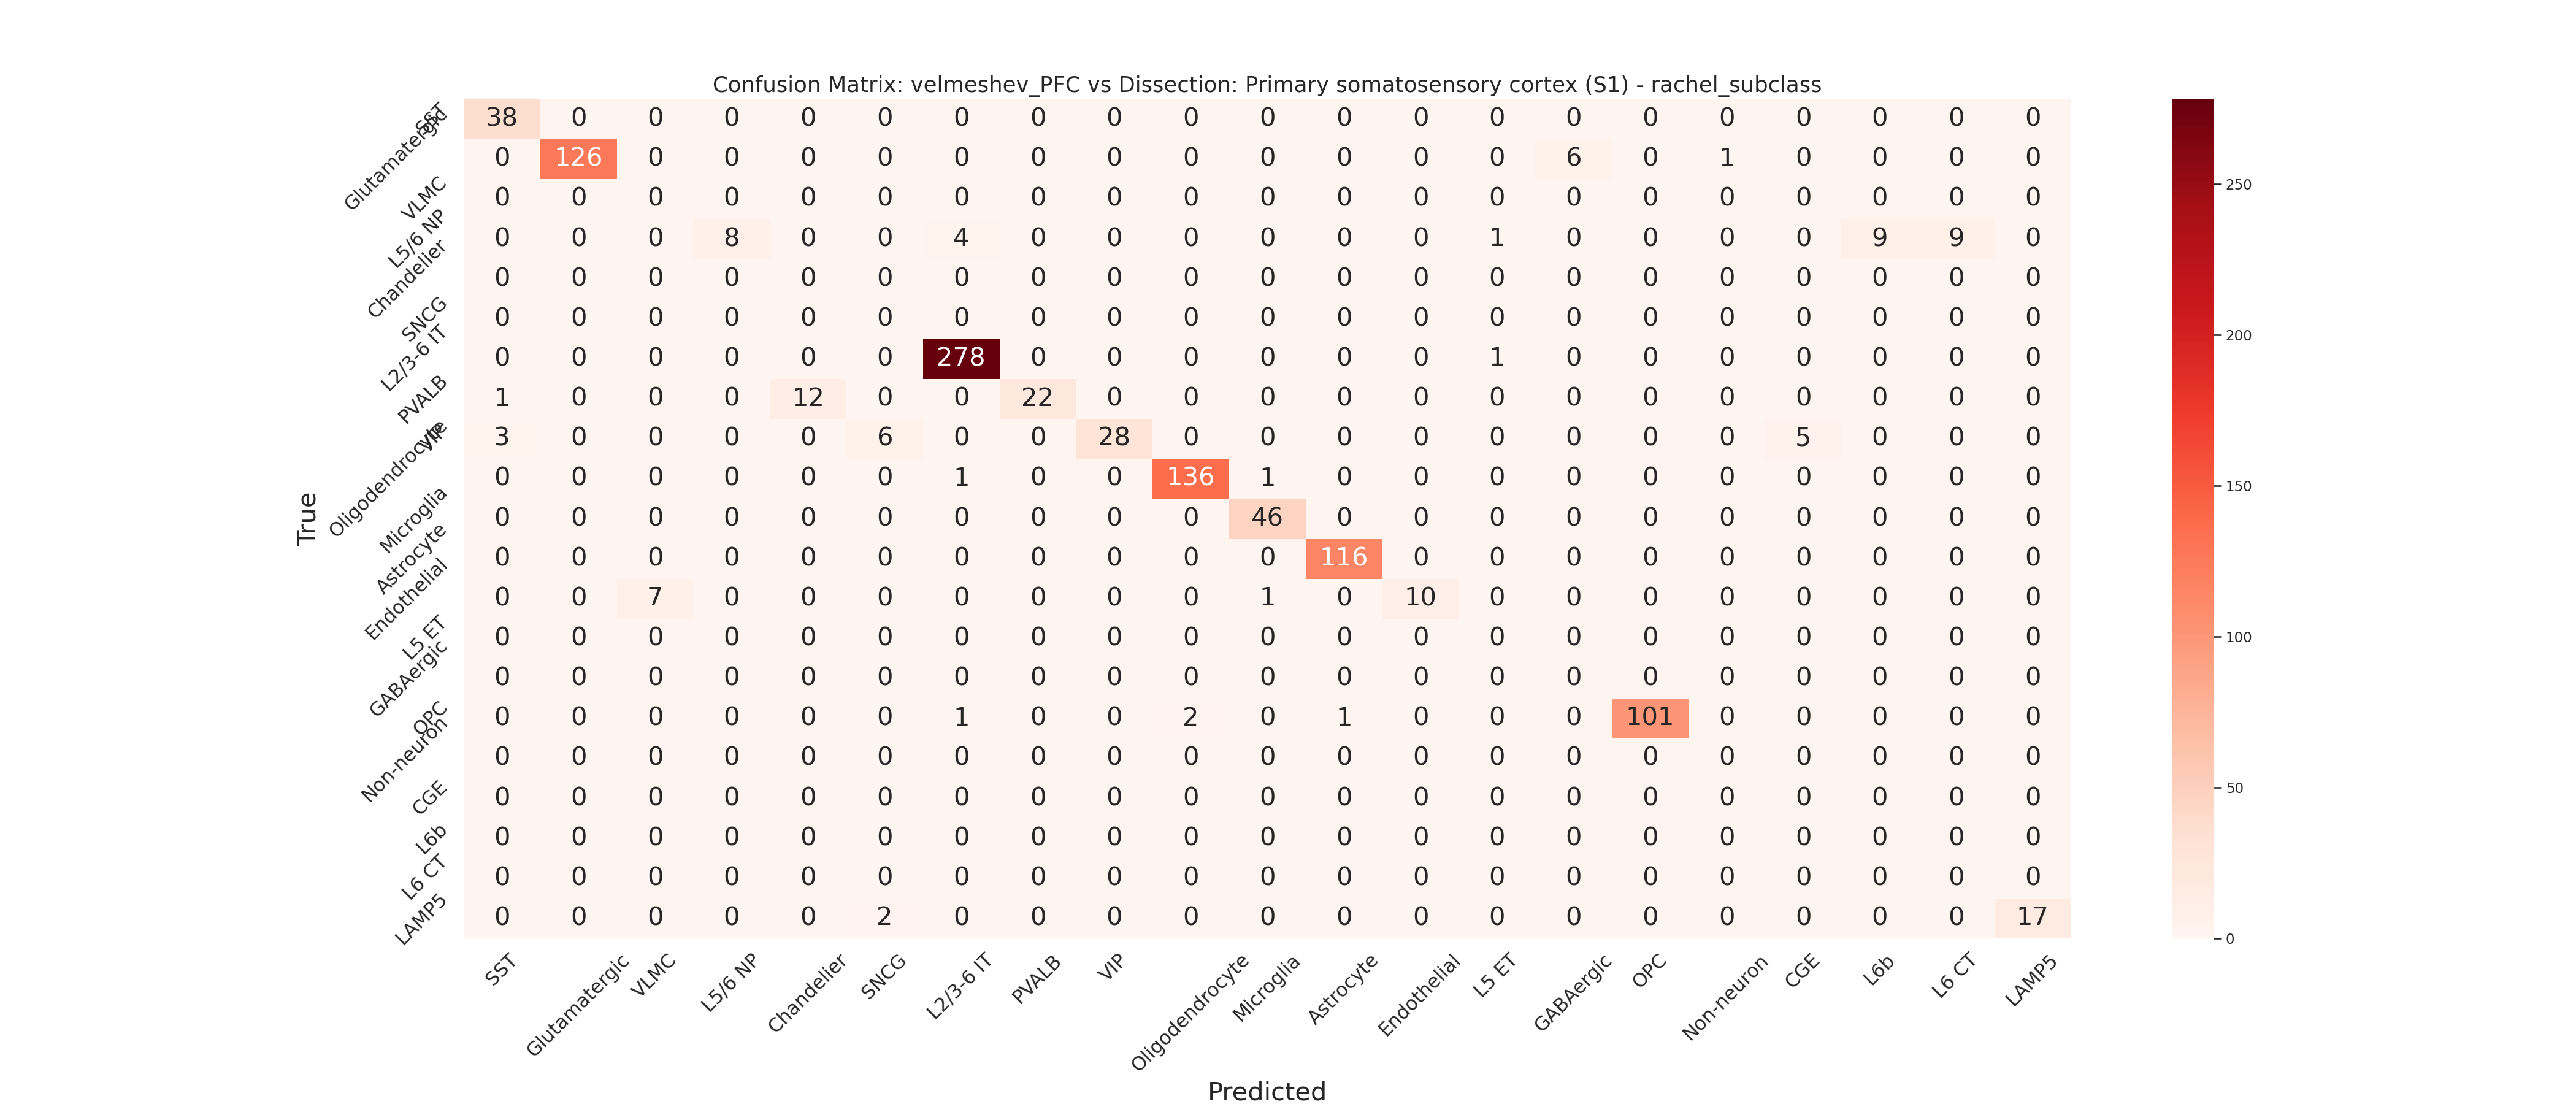 Confusion Matrix: velmeshev_PFC vs Dissection: Primary somatosensory cortex (S1) - rachel_subclass
SST 38 0 0 0 0 0 0 0 0 0 0 0 0 0 0 0 0 0 0 0 0
Glutamatergic 0 126 0 0 0 0 0 0 0 0 0 0 0 0 6 0 1 0 0 0 0
VLMC 0 0 0 0 0 0 0 0 0 0 0 0 0 0 0 0 0 0 0 0 0
L5/6 NP 0 0 0 8 0 0 4 0 0 0 0 0 0 1 0 0 0 0 9 9 0
Chandelier 0 0 0 0 0 0 0 0 0 0 0 0 0 0 0 0 0 0 0 0 0
SNCG 0 0 0 0 0 0 0 0 0 0 0 0 0 0 0 0 0 0 0 0 0
L2/3-6 IT 0 0 0 0 0 0 278 0 0 0 0 0 0 1 0 0 0 0 0 0 0
PVALB 1 0 0 0 12 0 0 22 0 0 0 0 0 0 0 0 0 0 0 0 0
VIP 3 0 0 0 0 6 0 0 28 0 0 0 0 0 0 0 0 5 0 0 0
Oligodendrocyte 0 0 0 0 0 0 1 0 0 136 1 0 0 0 0 0 0 0 0 0 0
Microglia 0 0 0 0 0 0 0 0 0 0 46 0 0 0 0 0 0 0 0 0 0
Astrocyte 0 0 0 0 0 0 0 0 0 0 0 116 0 0 0 0 0 0 0 0 0
Endothelial 0 0 7 0 0 0 0 0 0 0 1 0 10 0 0 0 0 0 0 0 0
L5 ET 0 0 0 0 0 0 0 0 0 0 0 0 0 0 0 0 0 0 0 0 0
GABAergic 0 0 0 0 0 0 0 0 0 0 0 0 0 0 0 0 0 0 0 0 0
OPC 0 0 0 0 0 0 1 0 0 2 0 1 0 0 0 101 0 0 0 0 0
Non-neuron 0 0 0 0 0 0 0 0 0 0 0 0 0 0 0 0 0 0 0 0 0
CGE 0 0 0 0 0 0 0 0 0 0 0 0 0 0 0 0 0 0 0 0 0
L6b 0 0 0 0 0 0 0 0 0 0 0 0 0 0 0 0 0 0 0 0 0
L6 CT 0 0 0 0 0 0 0 0 0 0 0 0 0 0 0 0 0 0 0 0 0
LAMP5 0 0 0 0 0 2 0 0 0 0 0 0 0 0 0 0 0 0 0 0 17
True
SST Glutamatergic VLMC L5/6 NP Chandelier SNCG L2/3-6 IT PVALB VIP Oligodendrocyte Microglia Astrocyte Endothelial L5 ET GABAergic OPC Non-neuron CGE L6b L6 CT LAMP5
Predicted
250
200
150
100
50
0